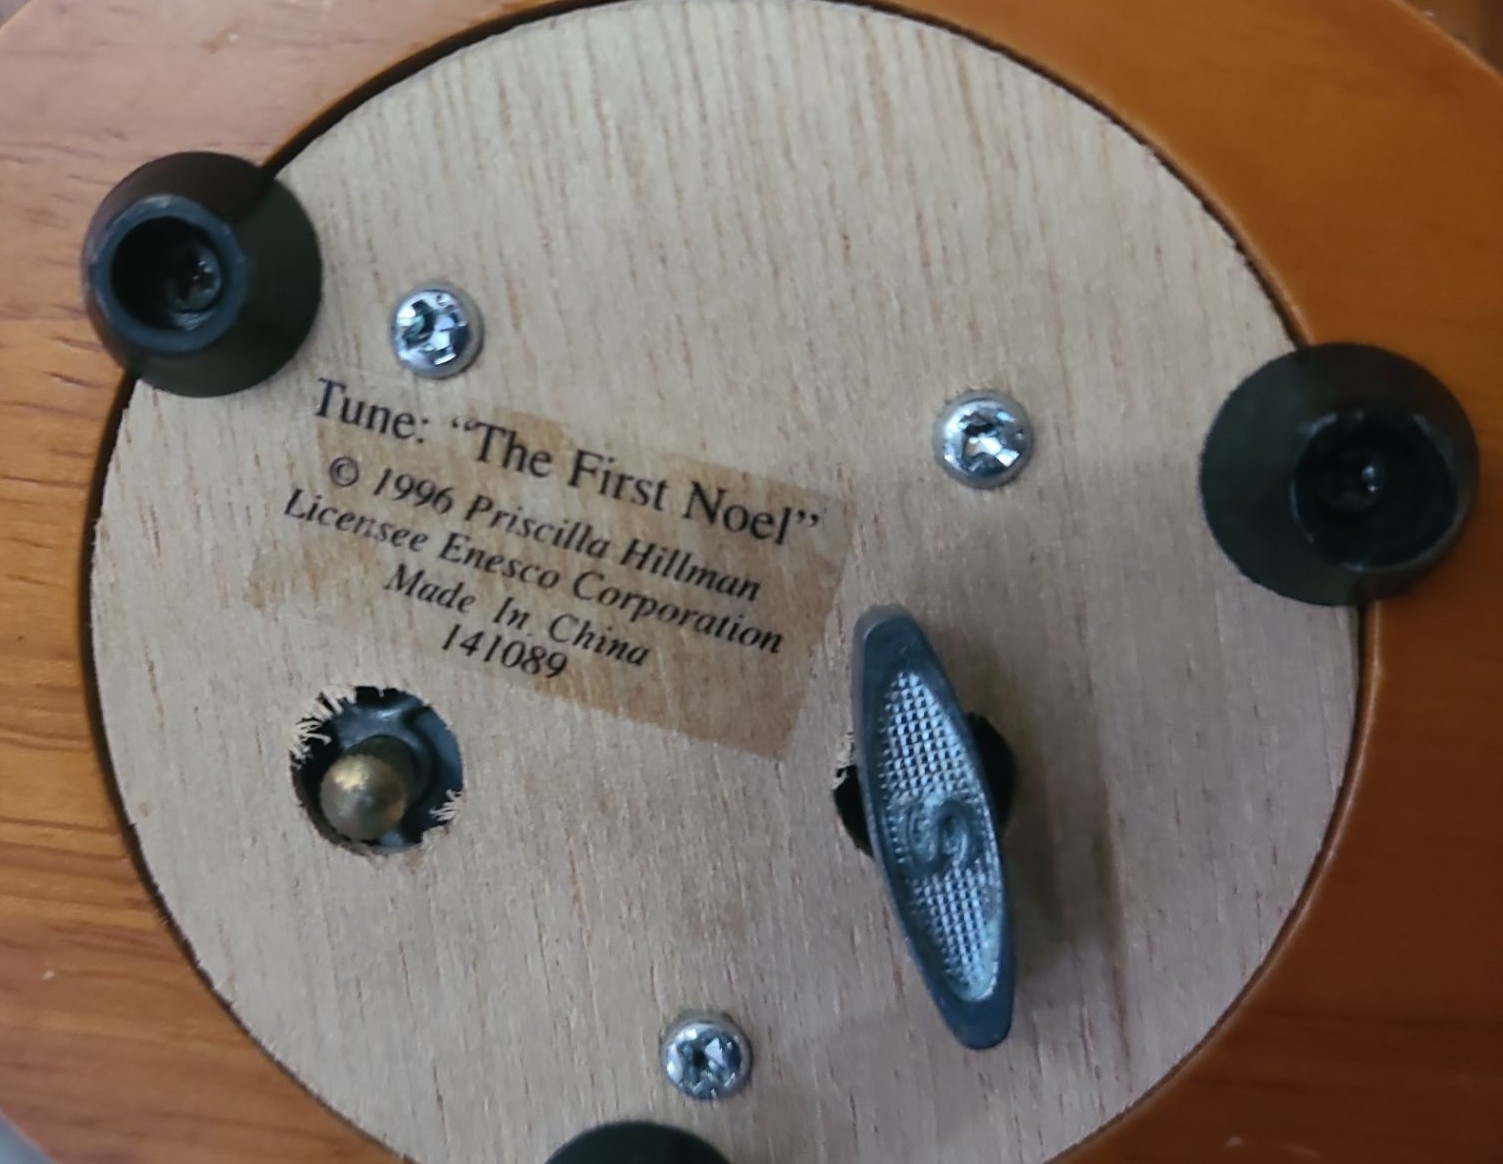 Tune: “The First Noel”
© 1996 Priscilla Hillman
Licensee Enesco Corporation
Made In China
141089